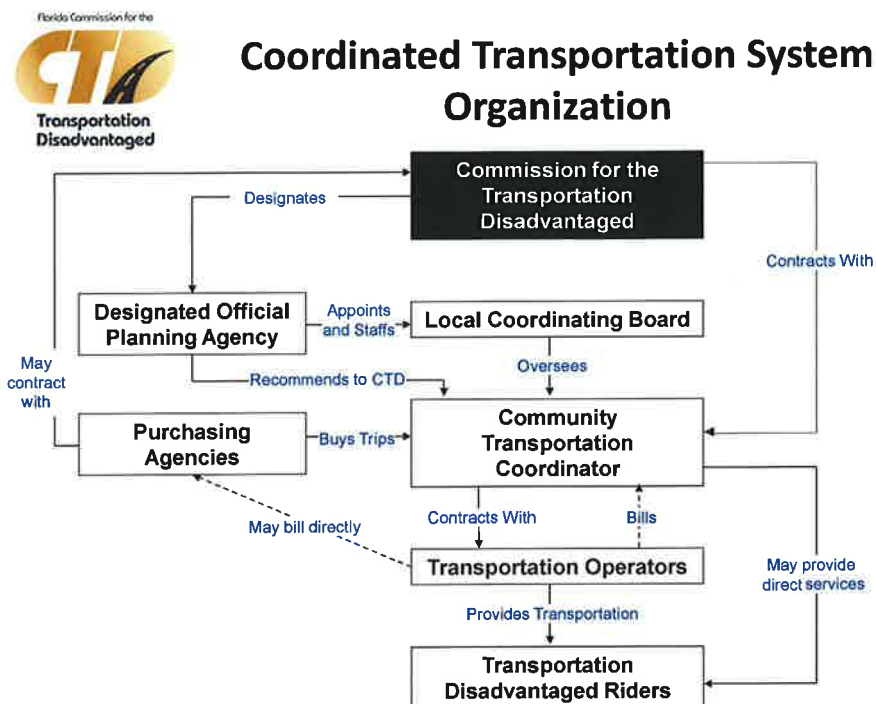 Florida Commission for the
CTD
Transportation
Disadvantaged
Coordinated Transportation System
Organization
Commission for the
Transportation
Disadvantaged
Designates
Contracts With
Designated Official
Planning Agency
Appoints
and Staffs
Local Coordinating Board
May
contract
with
Recommends to CTD
Oversees
Purchasing
Agencies
Buys Trips
Community
Transportation
Coordinator
May bill directly
Contracts With
Bills
Transportation Operators
May provide
direct services
Provides Transportation
Transportation
Disadvantaged Riders